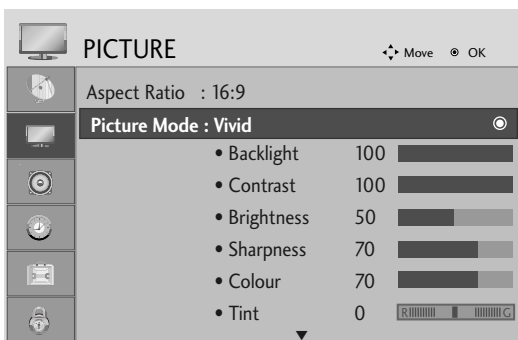 PICTURE
Move OK
Aspect Ratio : 16:9
Picture Mode : Vivid
• Backlight 100
• Contrast 100
• Brightness 50
• Sharpness 70
• Colour 70
• Tint 0 R G